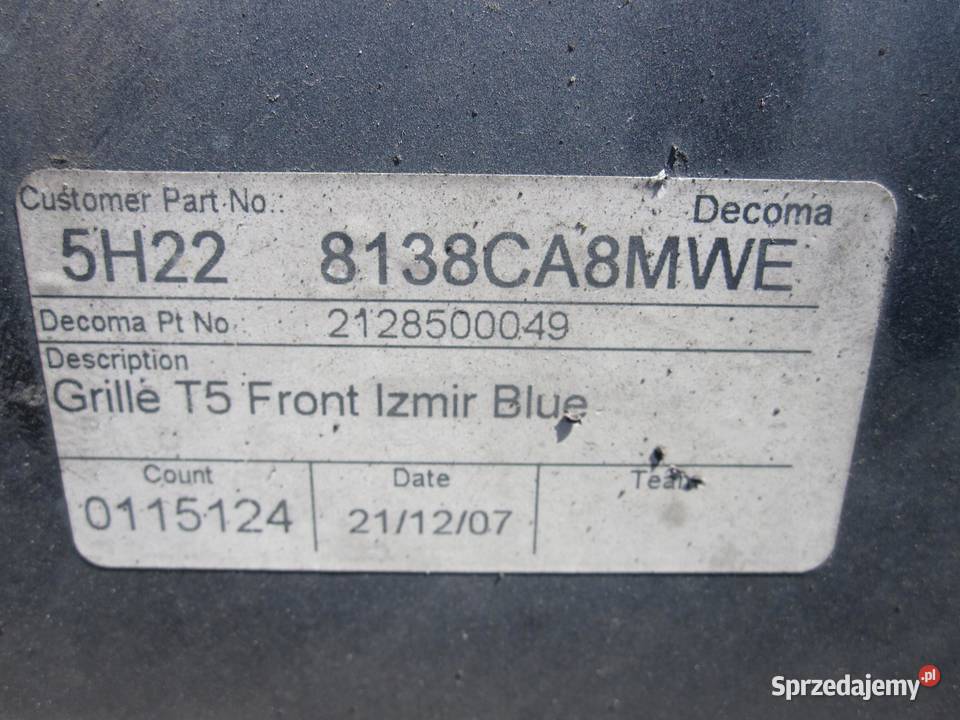 Customer Part No.:
Decoma
5H22 8138CA8MWE
Decoma Pt No. 2128500049
Description
Grille T5 Front Izmir Blue
Count Date Team
0115124 21/12/07
Sprzedajemy.pl